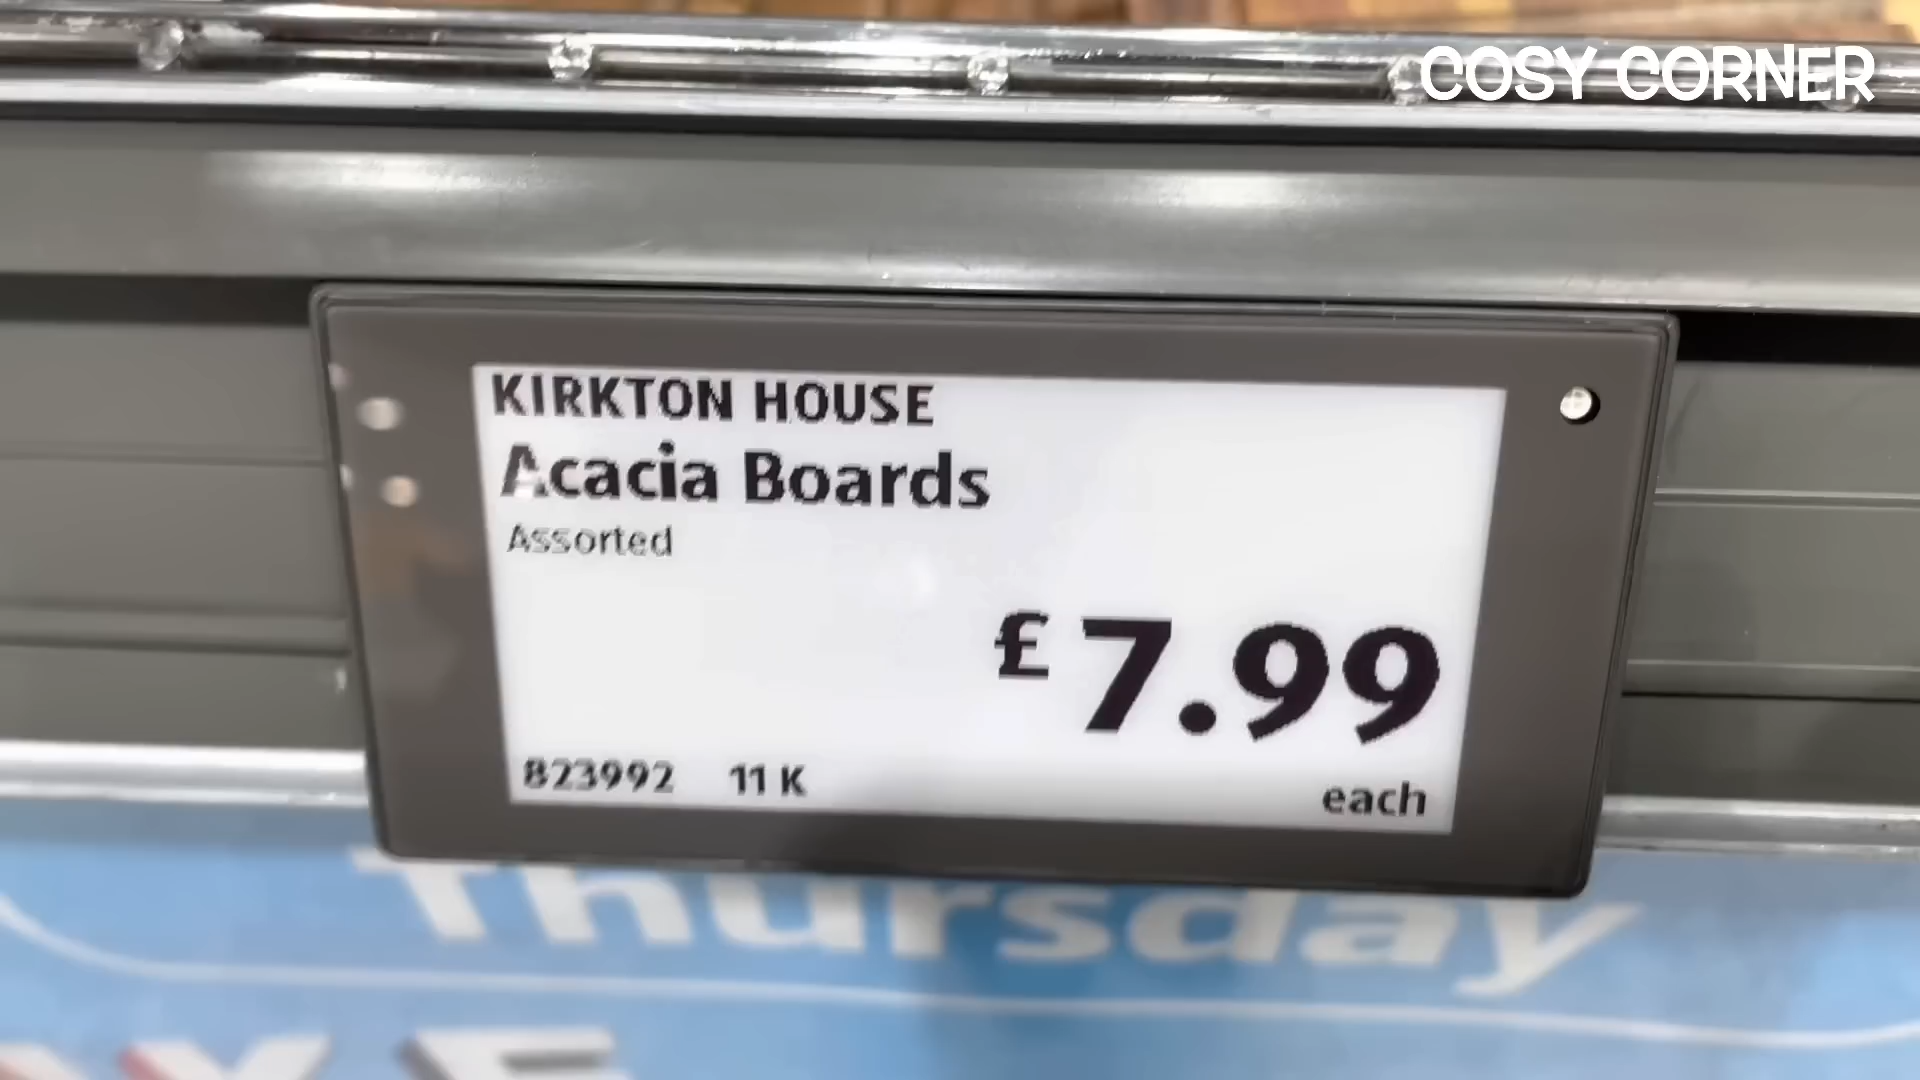 COSY CORNER
KIRKTON HOUSE
Acacia Boards
Assorted
£7.99
823992 11 K
each
Thursday